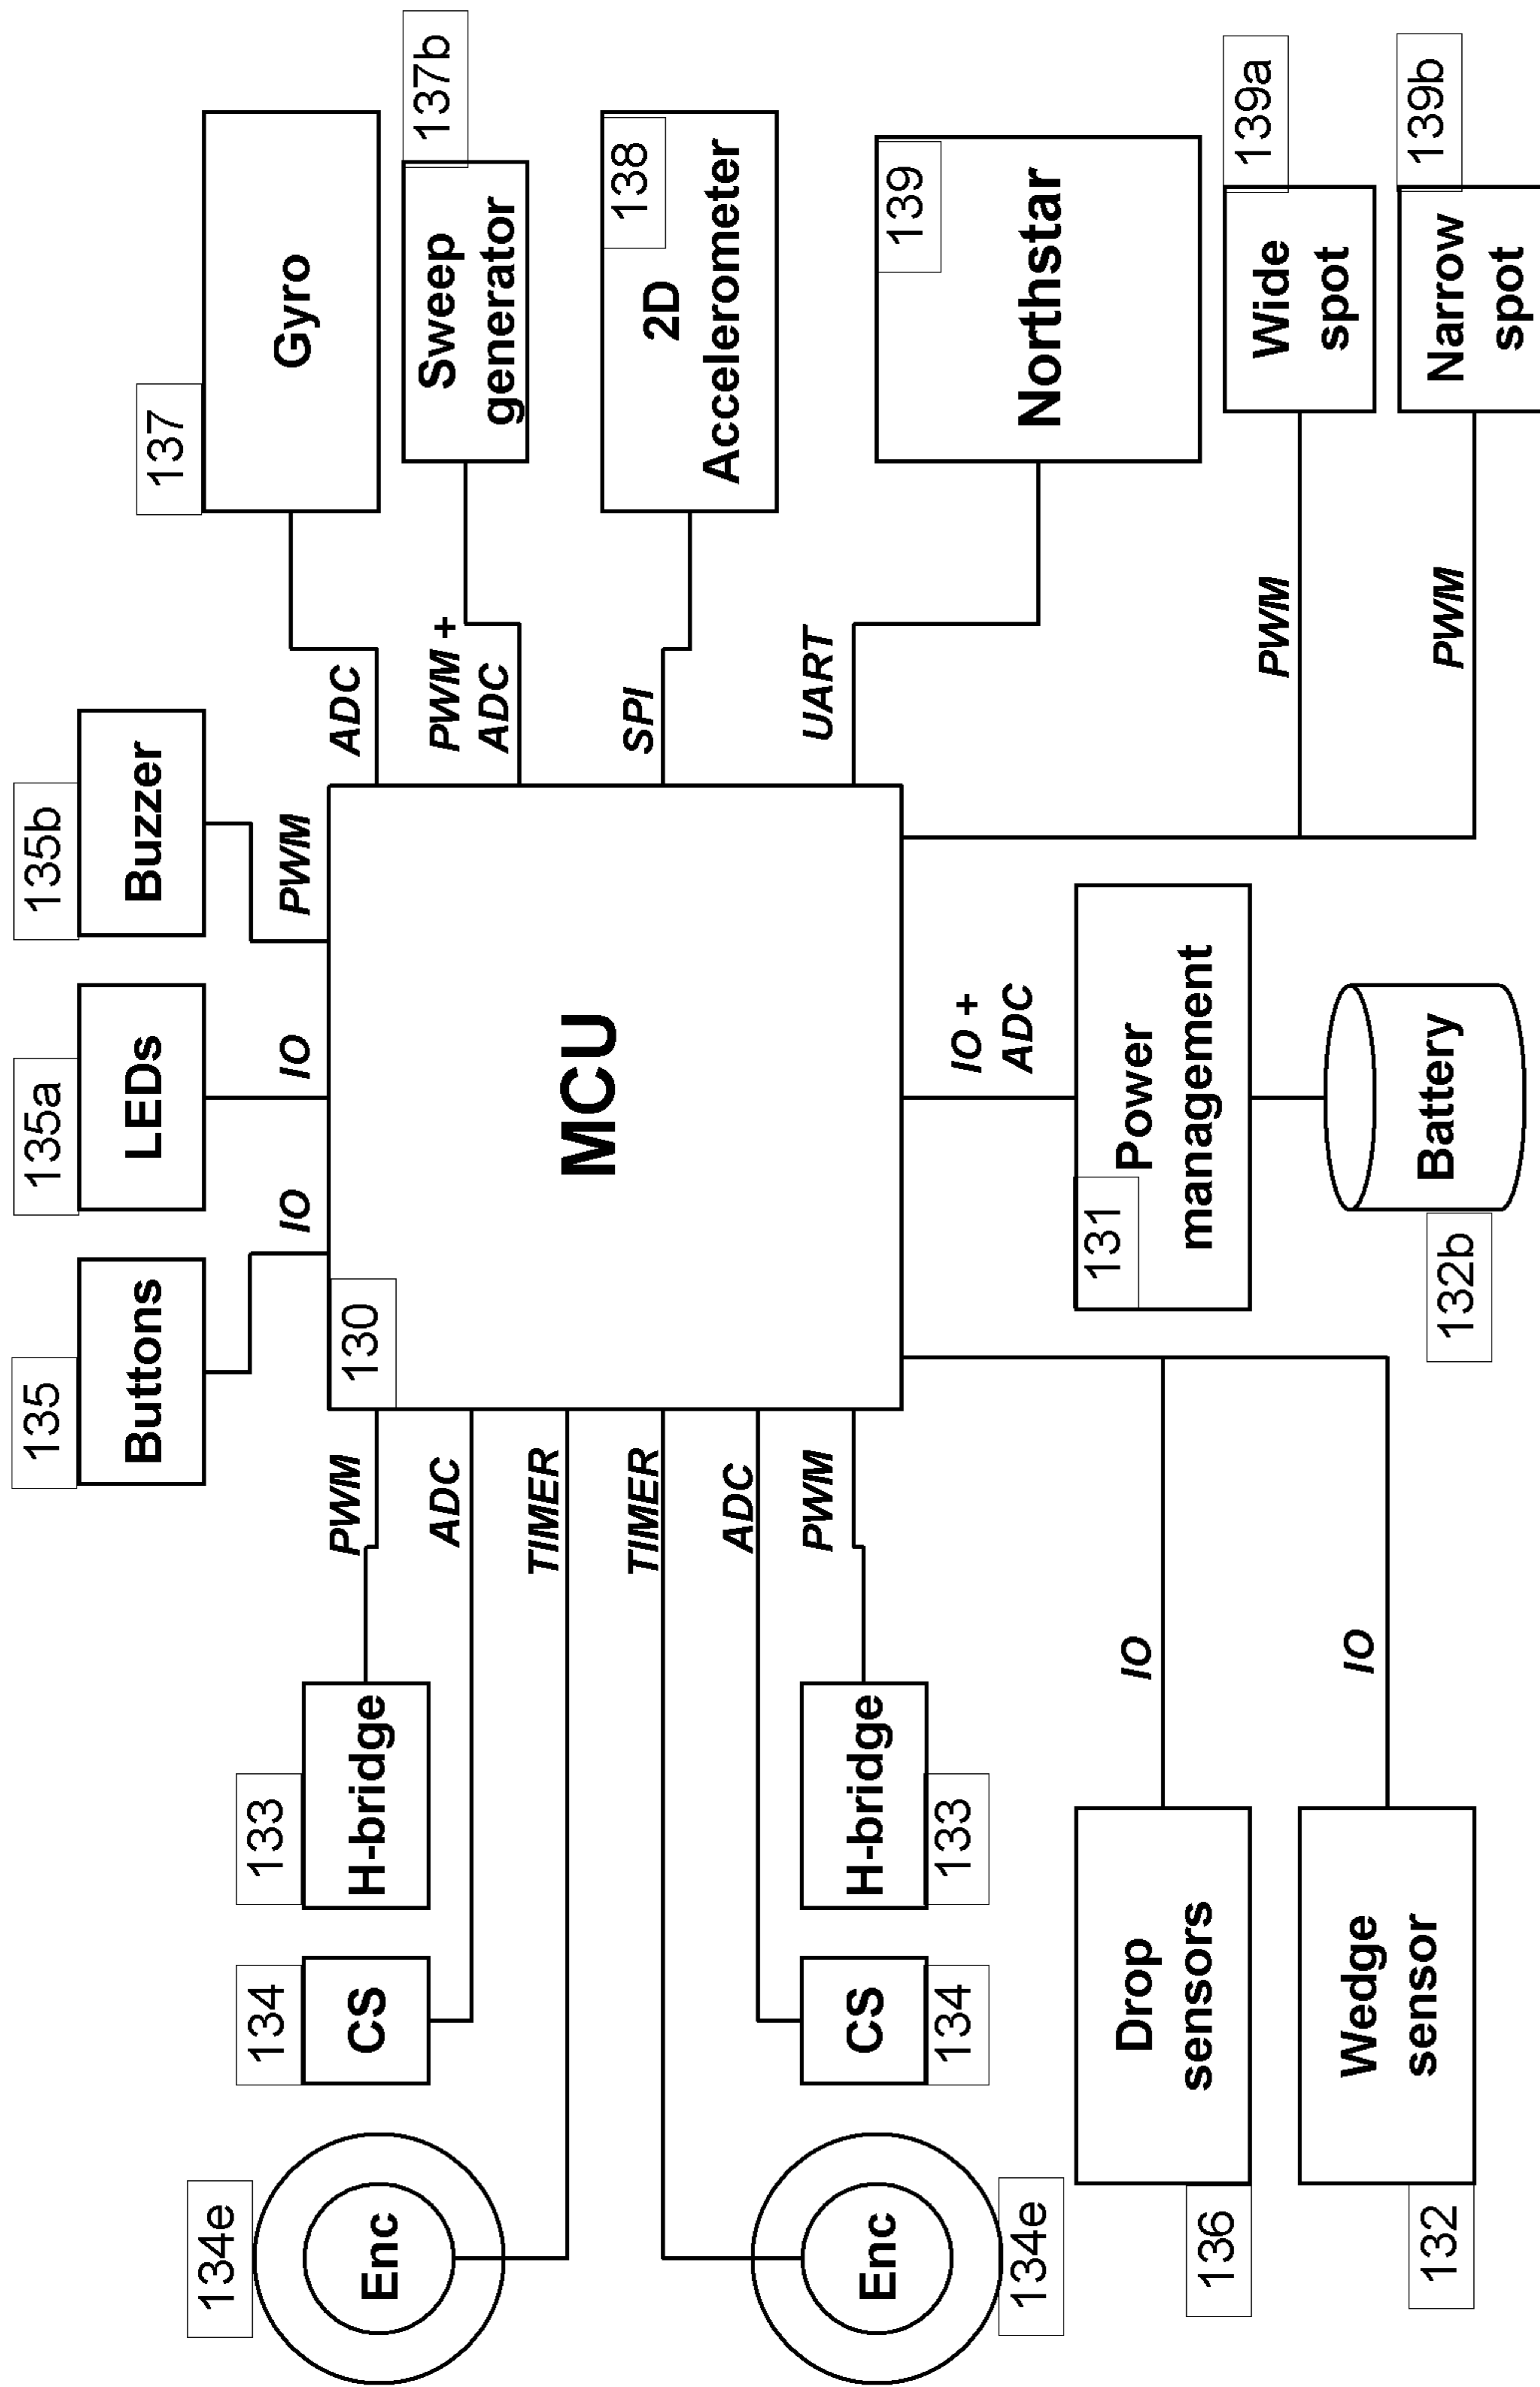 135
Buttons
135a
LEDs
135b
Buzzer
IO
IO
PWM
134e
Enc
134
CS
133
H-bridge
PWM
ADC
TIMER
TIMER
ADC
PWM
134e
Enc
134
CS
133
H-bridge
130
MCU
137
Gyro
ADC
137b
Sweep
generator
PWM +
ADC
138
2D
Accelerometer
SPI
139
Northstar
UART
136
Drop
sensors
IO
132
Wedge
sensor
IO
IO +
ADC
131
Power
management
132b
Battery
139a
Wide
spot
PWM
139b
Narrow
spot
PWM